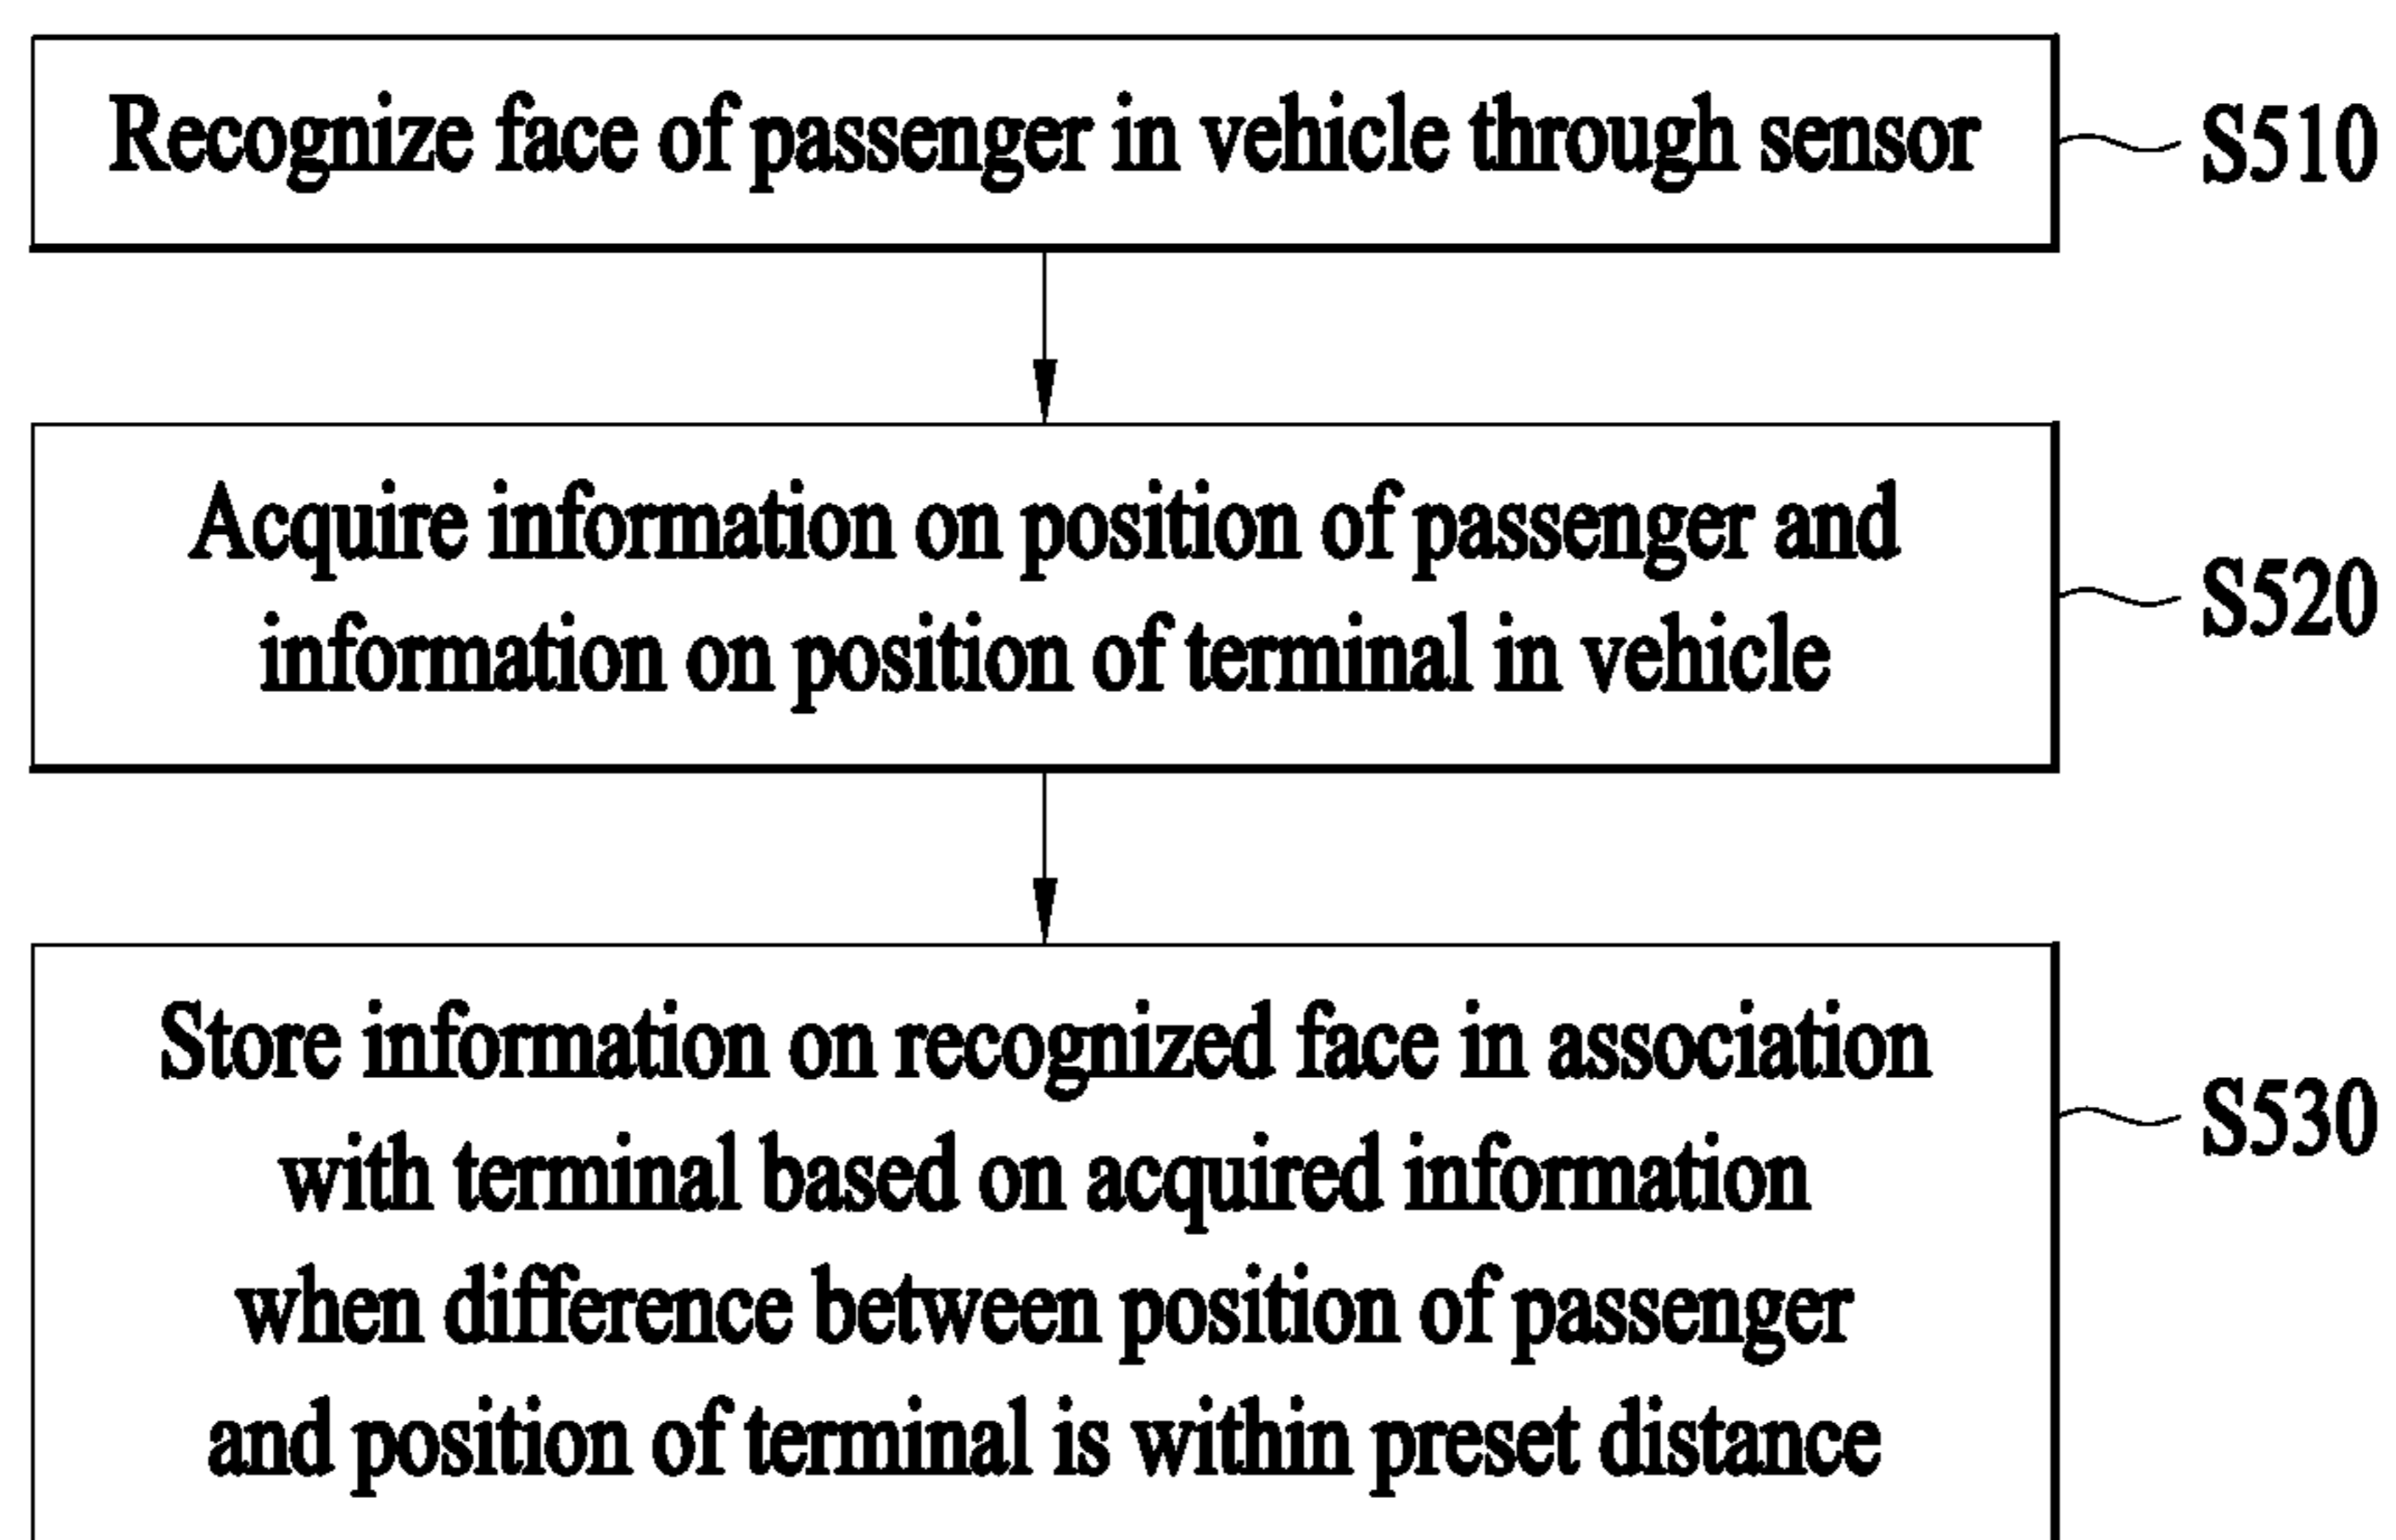 Recognize face of passenger in vehicle through sensor
S510
Acquire information on position of passenger and
information on position of terminal in vehicle
S520
Store information on recognized face in association
with terminal based on acquired information
when difference between position of passenger
and position of terminal is within preset distance
S530